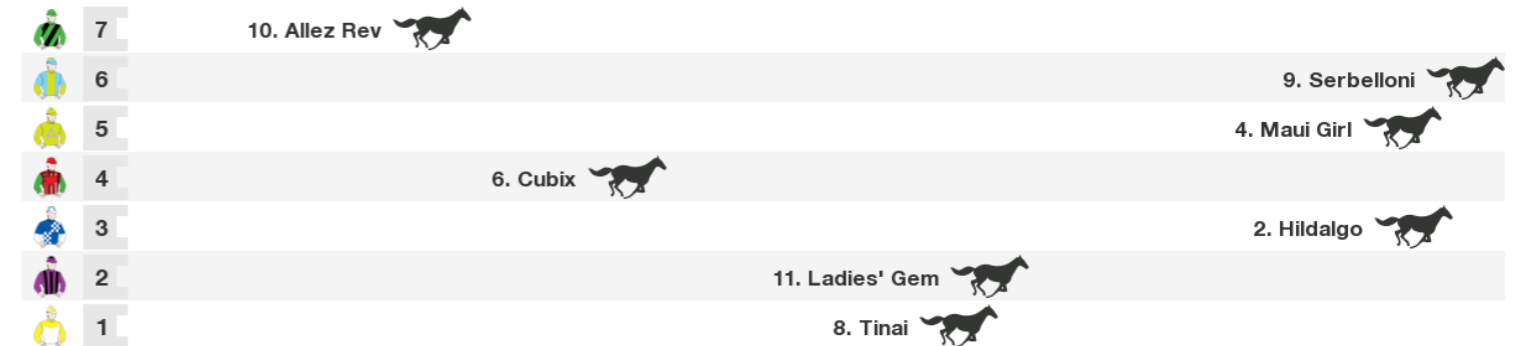 7 10. Allez Rev
6 9. Serbelloni
5 4. Maui Girl
4 6. Cubix
3 2. Hildalgo
2 11. Ladies' Gem
1 8. Tinai